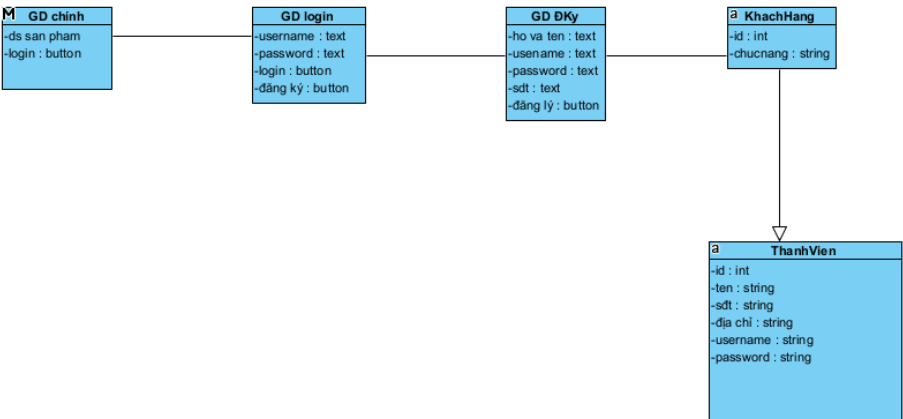 M GD chính
-ds san pham
-login : button
GD login
-username : text
-password : text
-login : button
-đăng ký : button
GD ĐKy
-ho va ten : text
-usename : text
-password : text
-sdt : text
-đăng lý : button
a KhachHang
-id : int
-chucnang : string
a ThanhVien
-id : int
-ten : string
-sđt : string
-địa chỉ : string
-username : string
-password : string